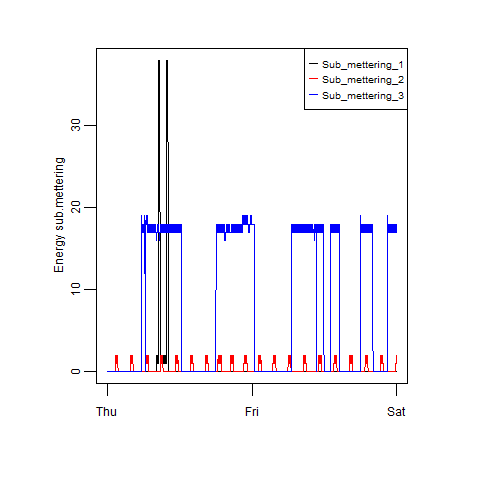 Sub_mettering_1
Sub_mettering_2
Sub_mettering_3
Energy sub.mettering
30
20
10
0
Thu Fri Sat